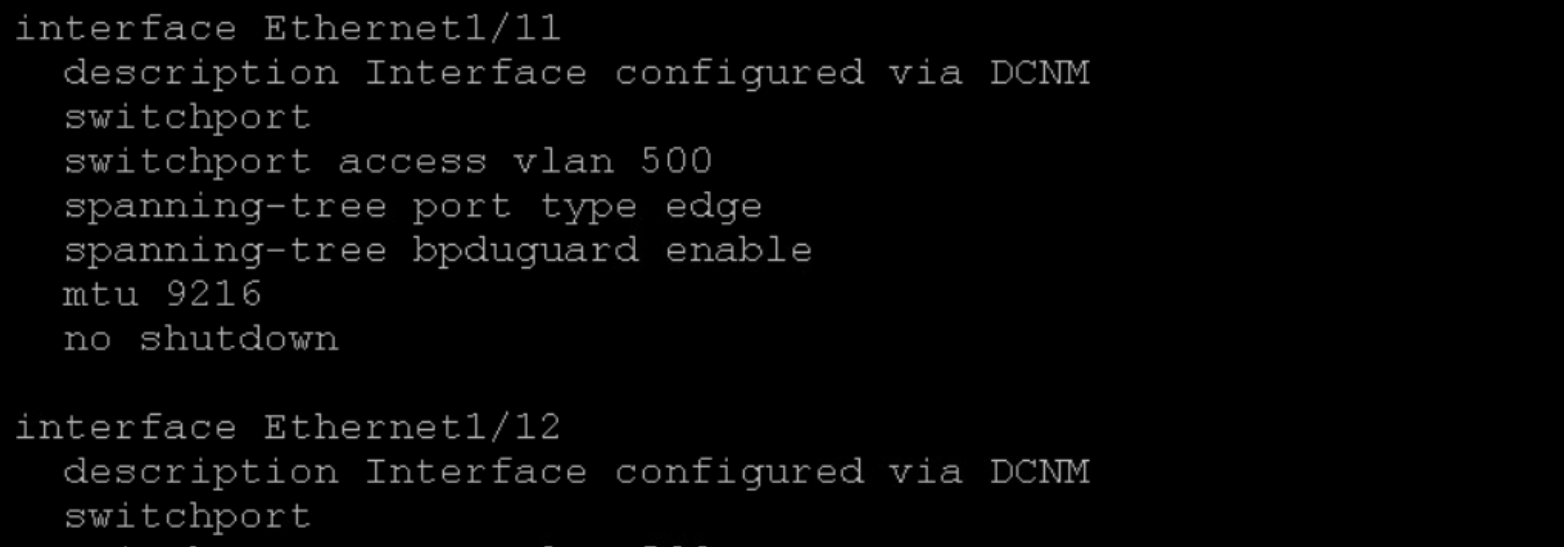 interface Ethernet1/11
description Interface configured via DCNM
switchport
switchport access vlan 500
spanning-tree port type edge
spanning-tree bpduguard enable
mtu 9216
no shutdown
interface Ethernet1/12
description Interface configured via DCNM
switchport